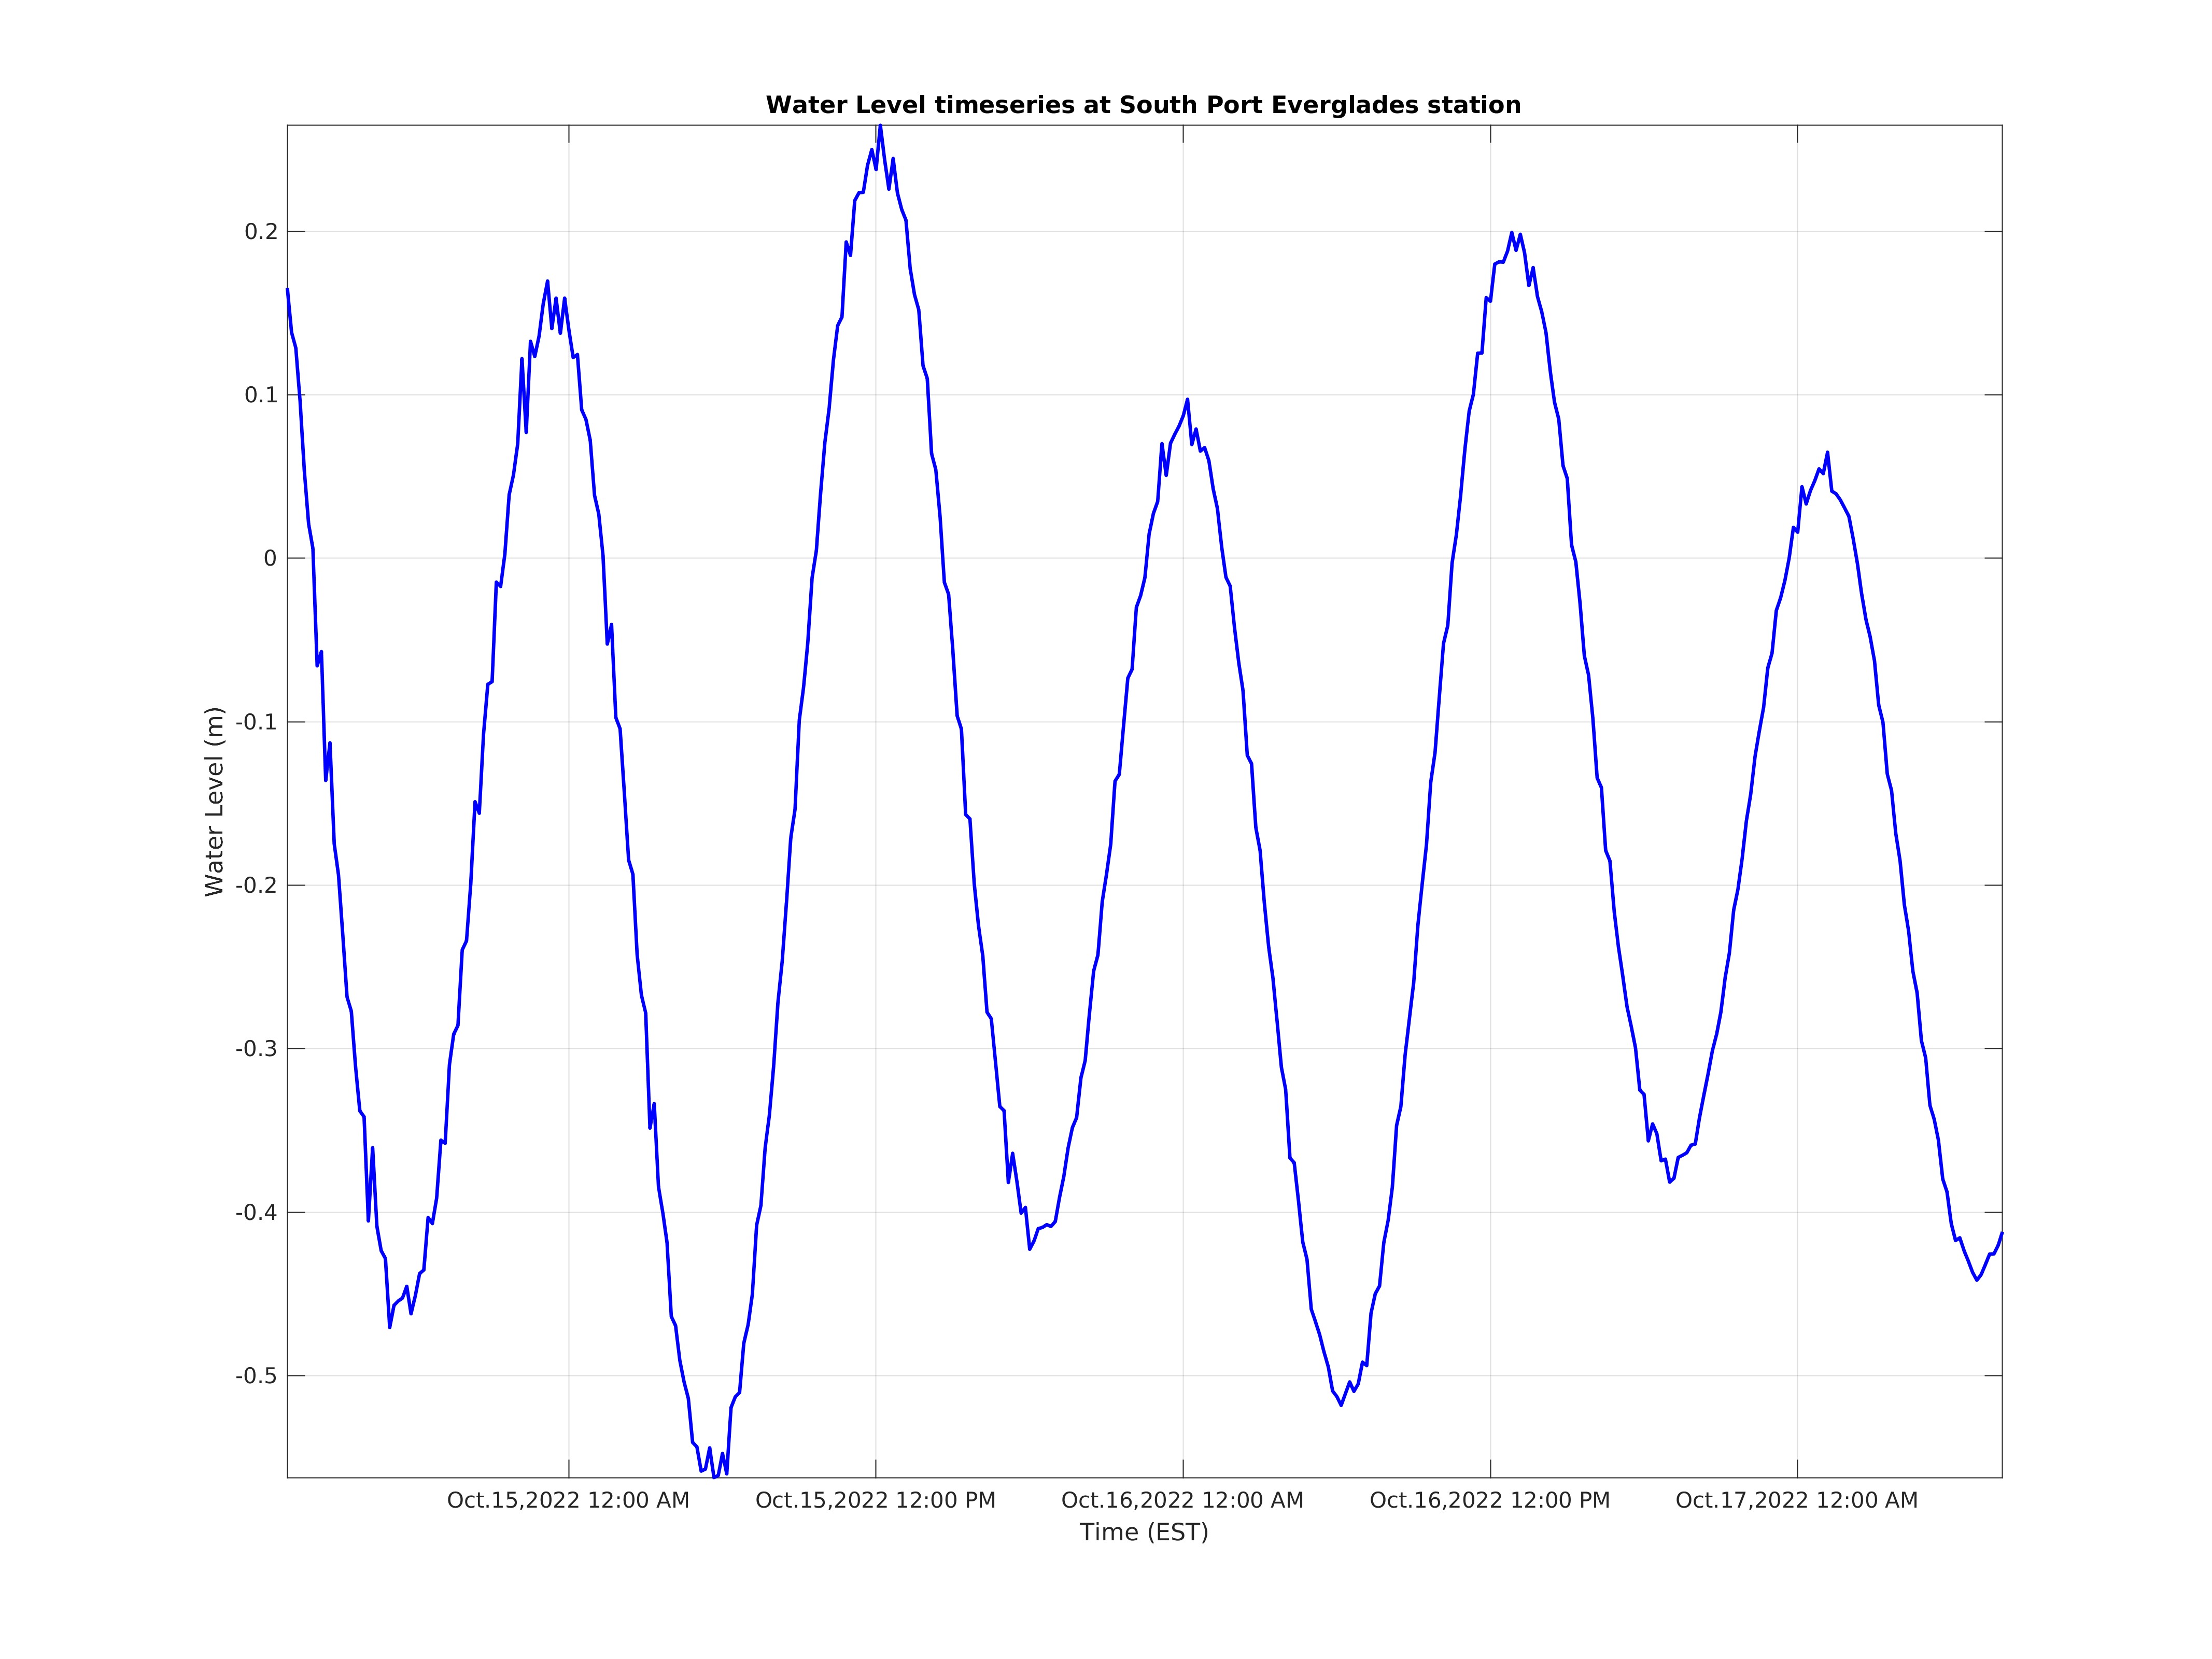 Water Level timeseries at South Port Everglades station
0.2
0.1
0
-0.1
-0.2
-0.3
-0.4
-0.5
Water Level (m)
Oct.15,2022 12:00 AM
Oct.15,2022 12:00 PM
Oct.16,2022 12:00 AM
Oct.16,2022 12:00 PM
Oct.17,2022 12:00 AM
Time (EST)